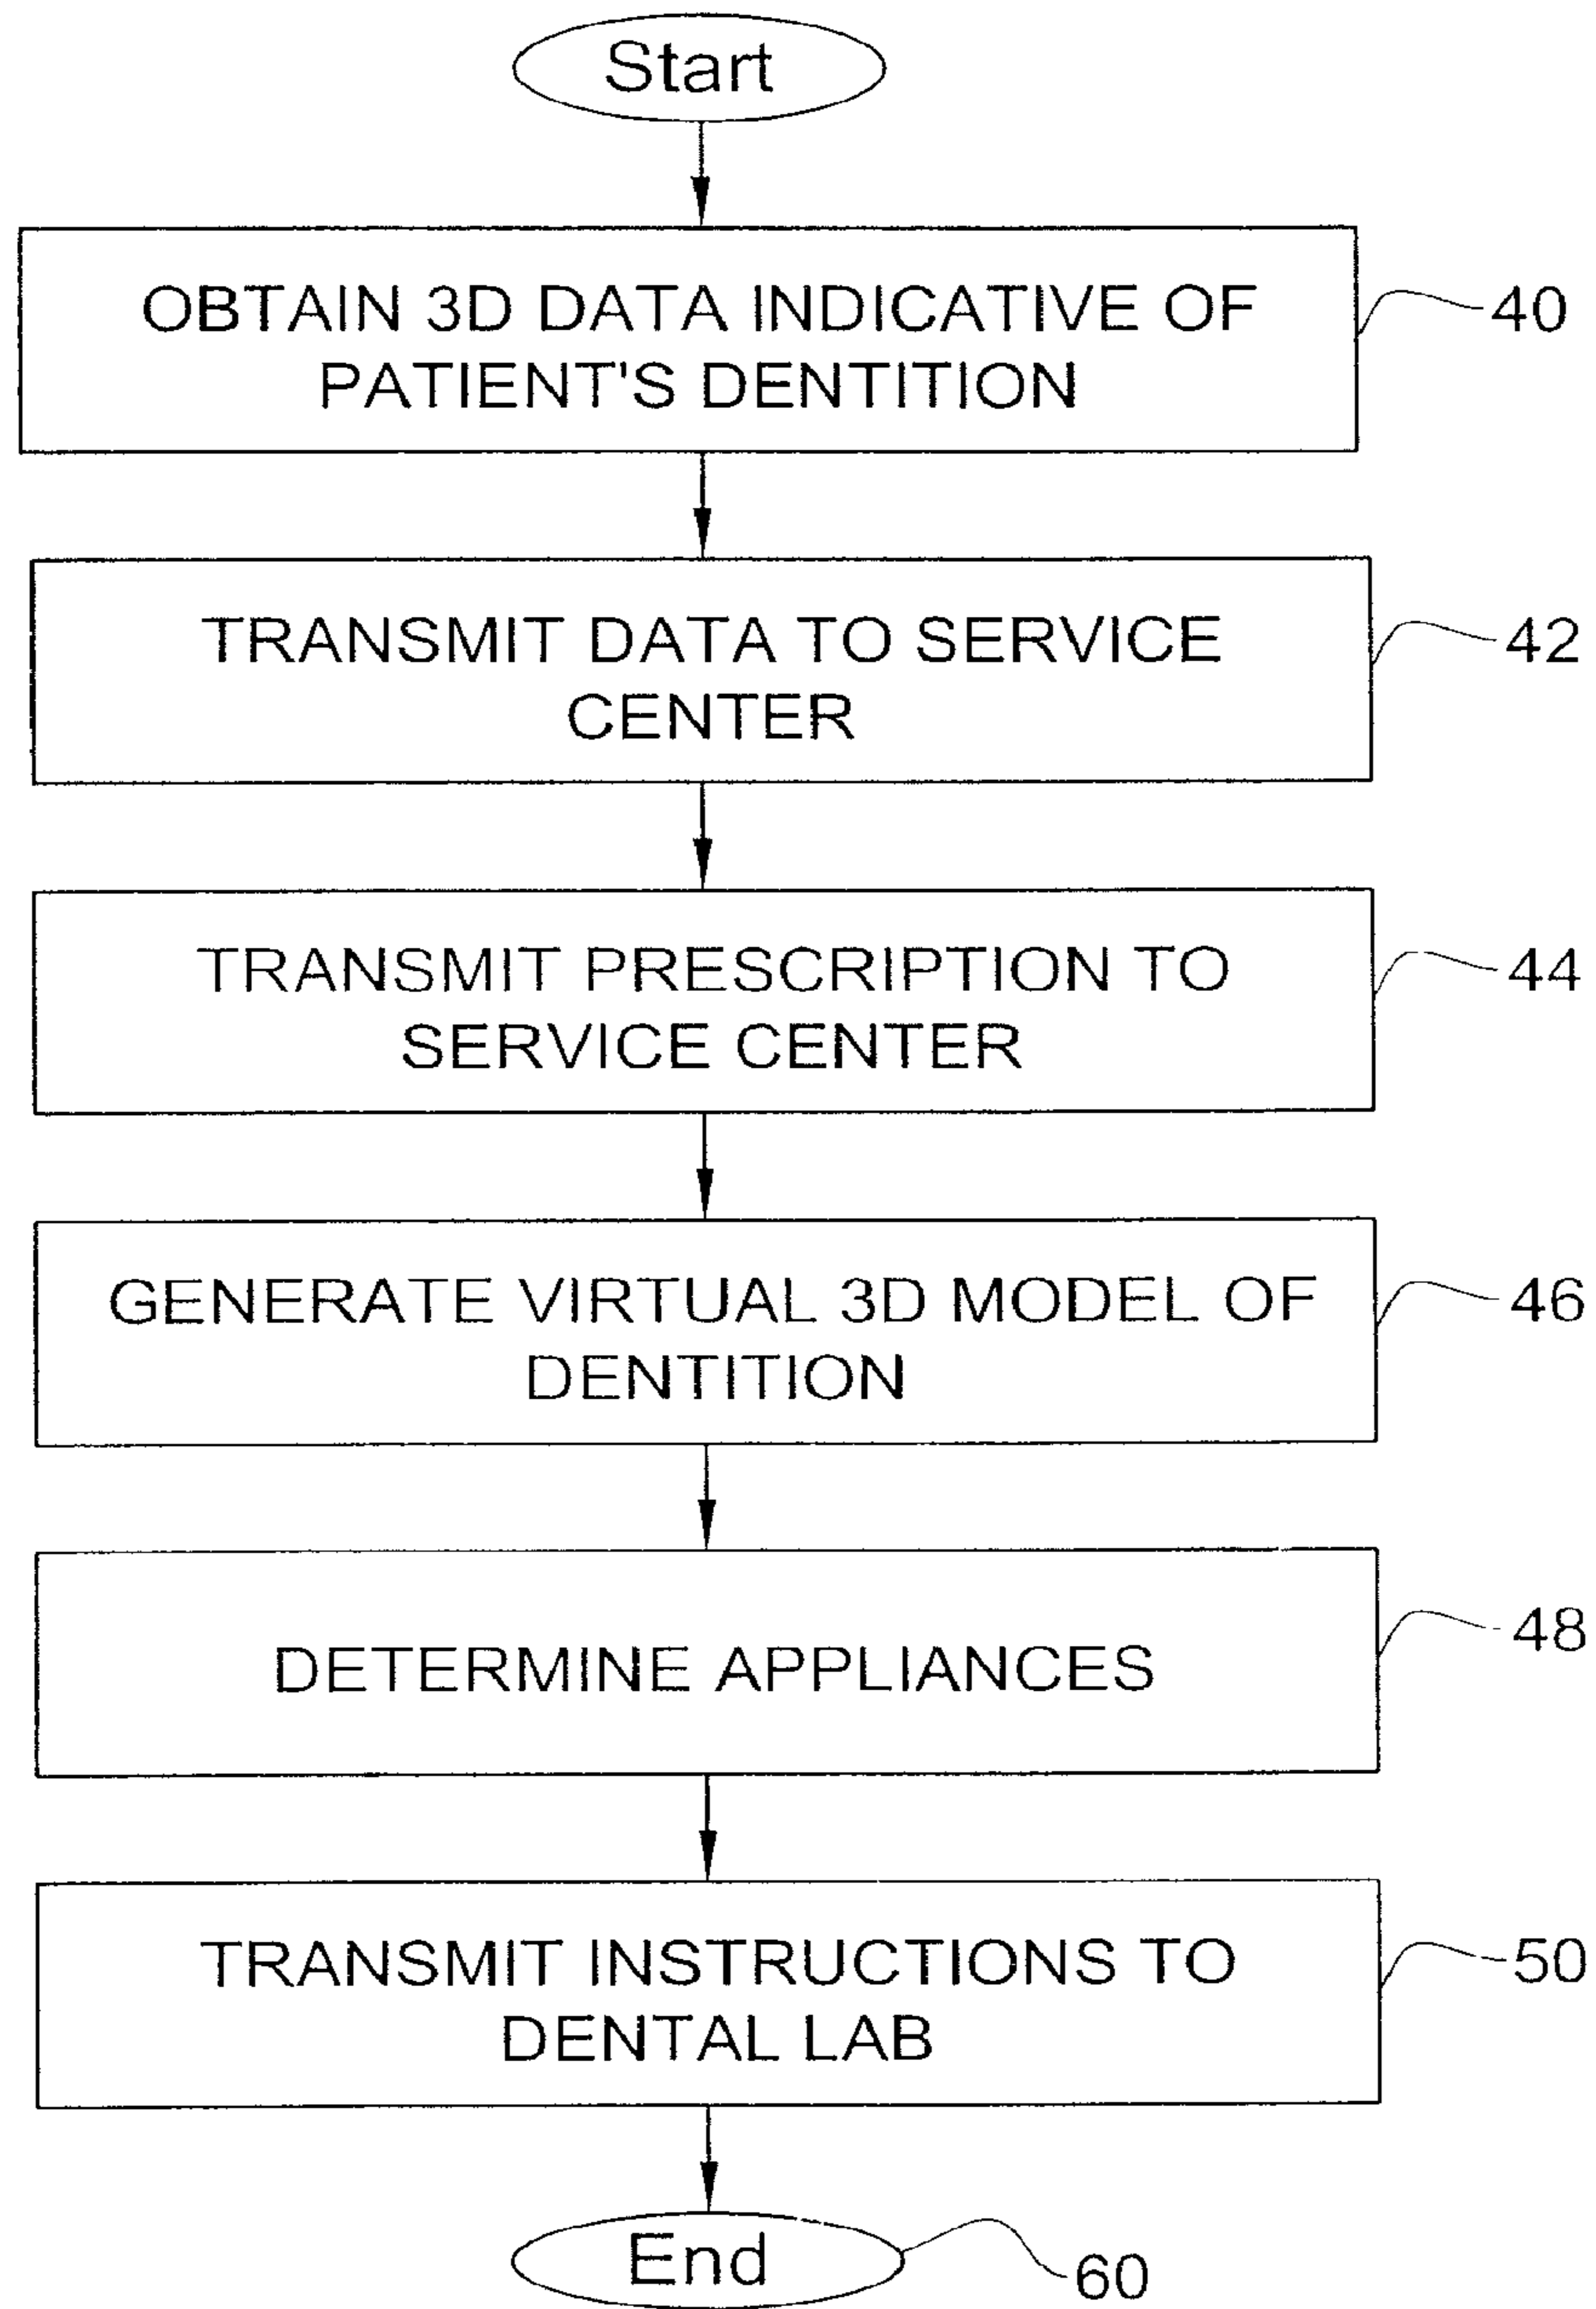 Start
OBTAIN 3D DATA INDICATIVE OF
PATIENT'S DENTITION
40
TRANSMIT DATA TO SERVICE
CENTER
42
TRANSMIT PRESCRIPTION TO
SERVICE CENTER
44
GENERATE VIRTUAL 3D MODEL OF
DENTITION
46
DETERMINE APPLIANCES
48
TRANSMIT INSTRUCTIONS TO
DENTAL LAB
50
End
60